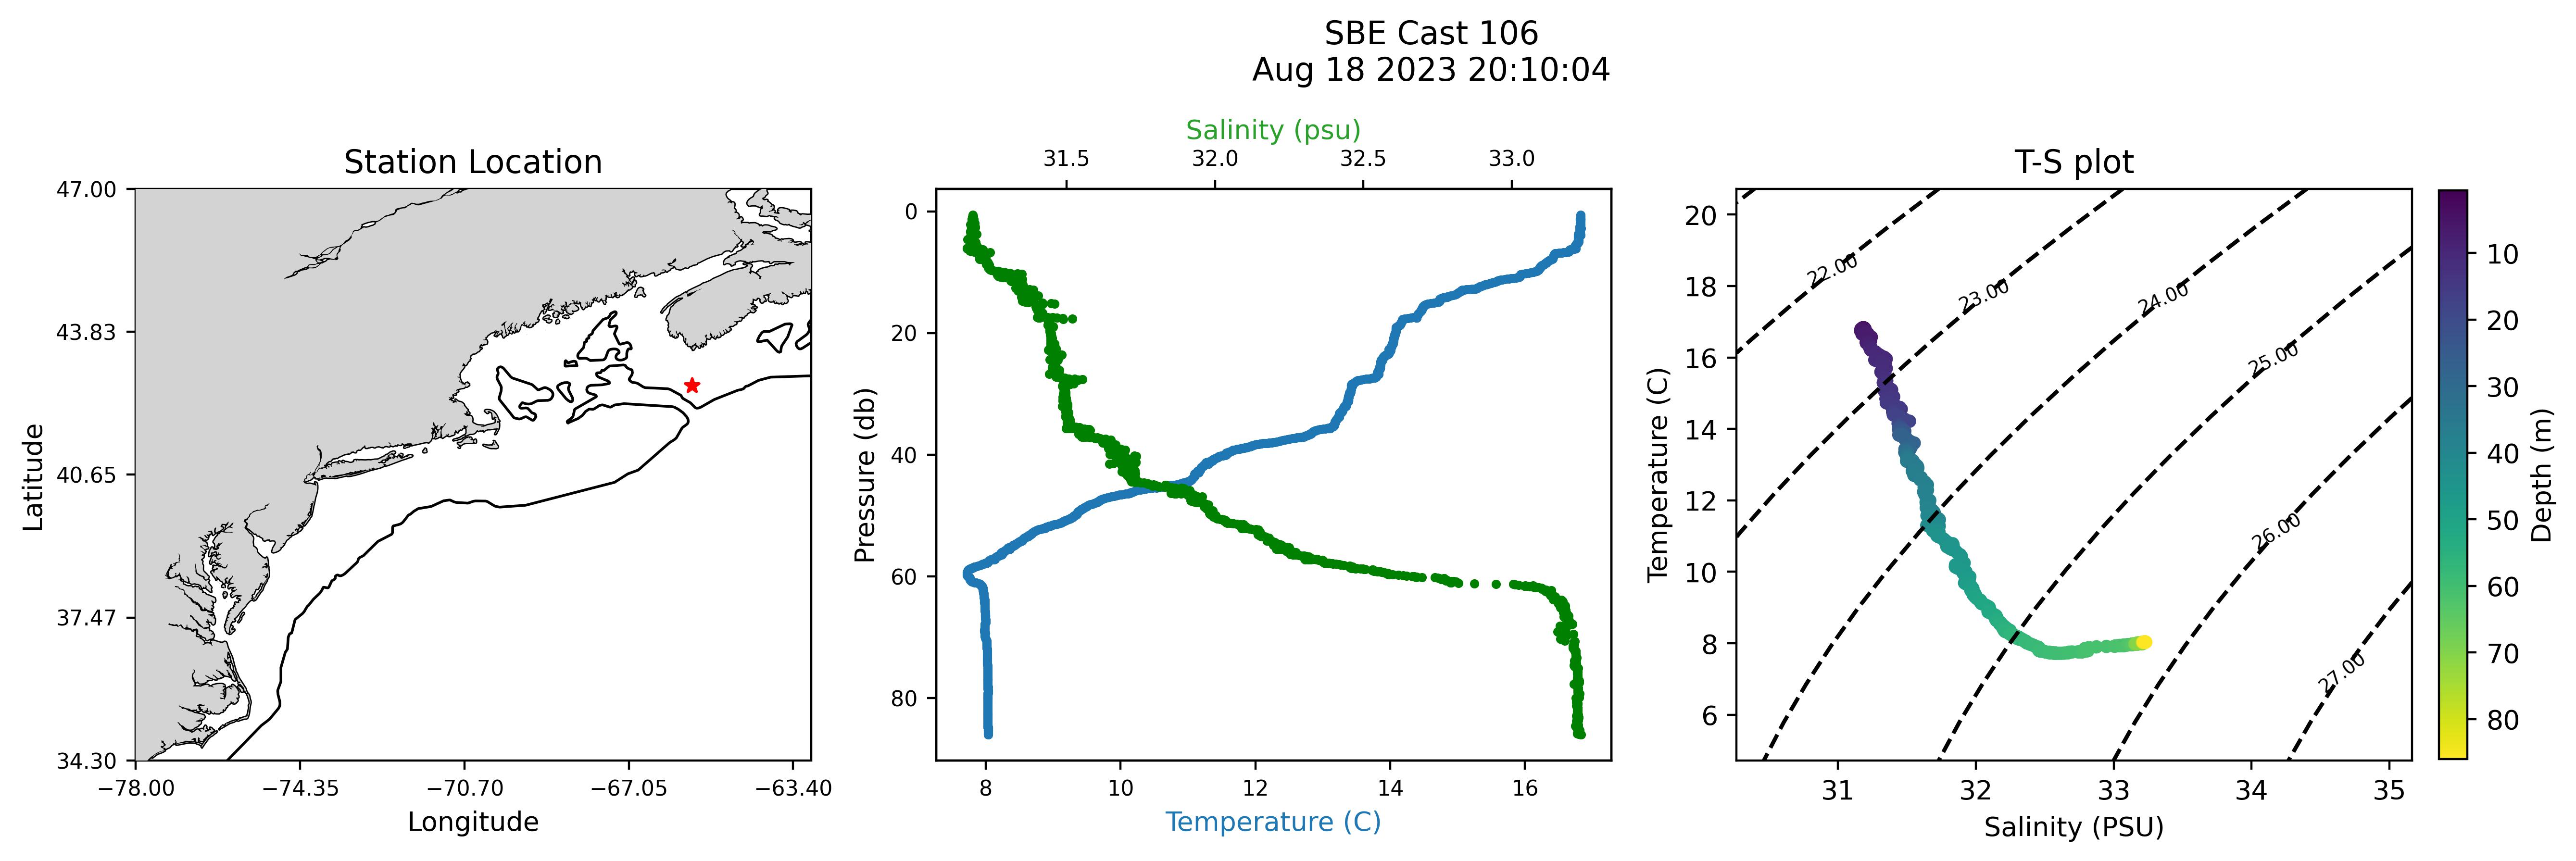 SBE Cast 106
Aug 18 2023 20:10:04
Station Location
47.00
43.83
40.65
37.47
34.30
Latitude
−78.00 −74.35 −70.70 −67.05 −63.40
Longitude
Salinity (psu)
31.5 32.0 32.5 33.0
0
20
40
60
80
Pressure (db)
8 10 12 14 16
Temperature (C)
T-S plot
20
18
16
14
12
10
8
6
Temperature (C)
22.00
23.00
24.00
25.00
26.00
27.00
31 32 33 34 35
Salinity (PSU)
10
20
30
40
50
60
70
80
Depth (m)